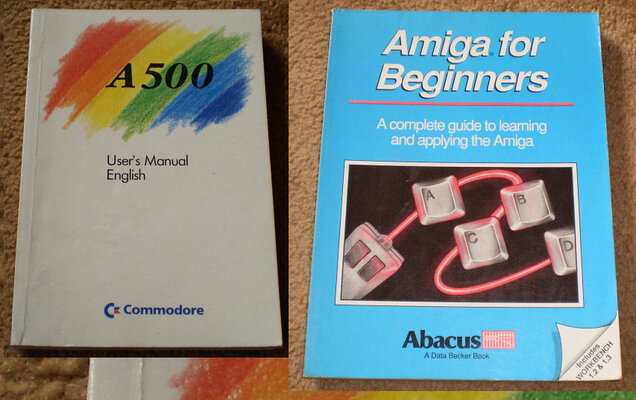 A500
User's Manual
English
Commodore
Amiga for
Beginners
A complete guide to learning
and applying the Amiga
A
B
C
D
Abacus
A Data Becker Book
Includes
WORKBENCH
1.2 & 1.3